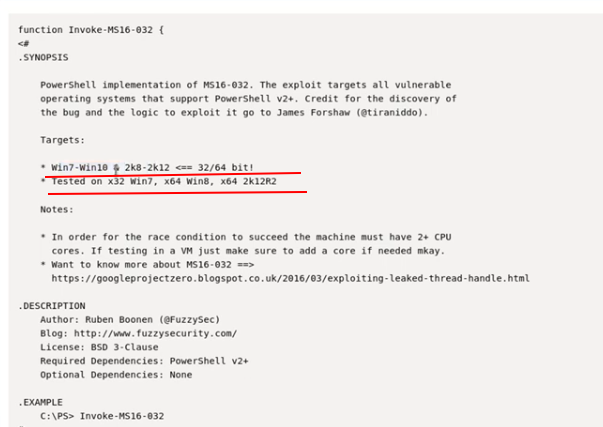 function Invoke-MS16-032 {
<#
.SYNOPSIS
PowerShell implementation of MS16-032. The exploit targets all vulnerable
operating systems that support PowerShell v2+. Credit for the discovery of
the bug and the logic to exploit it go to James Forshaw (@tiraniddo).
Targets:
* Win7-Win10 & 2k8-2k12 <== 32/64 bit!
* Tested on x32 Win7, x64 Win8, x64 2k12R2
Notes:
* In order for the race condition to succeed the machine must have 2+ CPU
cores. If testing in a VM just make sure to add a core if needed mkay.
* Want to know more about MS16-032 ==>
https://googleprojectzero.blogspot.co.uk/2016/03/exploiting-leaked-thread-handle.html
.DESCRIPTION
Author: Ruben Boonen (@FuzzySec)
Blog: http://www.fuzzysecurity.com/
License: BSD 3-Clause
Required Dependencies: PowerShell v2+
Optional Dependencies: None
.EXAMPLE
C:\PS> Invoke-MS16-032